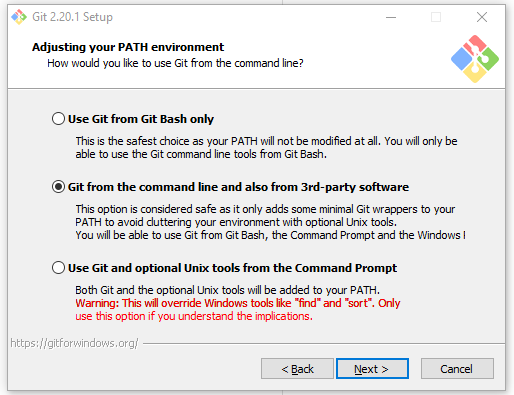 Git 2.20.1 Setup
Adjusting your PATH environment
How would you like to use Git from the command line?
Use Git from Git Bash only
This is the safest choice as your PATH will not be modified at all. You will only be
able to use the Git command line tools from Git Bash.
Git from the command line and also from 3rd-party software
This option is considered safe as it only adds some minimal Git wrappers to your
PATH to avoid cluttering your environment with optional Unix tools.
You will be able to use Git from Git Bash, the Command Prompt and the Windows
Use Git and optional Unix tools from the Command Prompt
Both Git and the optional Unix tools will be added to your PATH.
Warning: This will override Windows tools like "find" and "sort". Only
use this option if you understand the implications.
https://gitforwindows.org/
< Back
Next >
Cancel